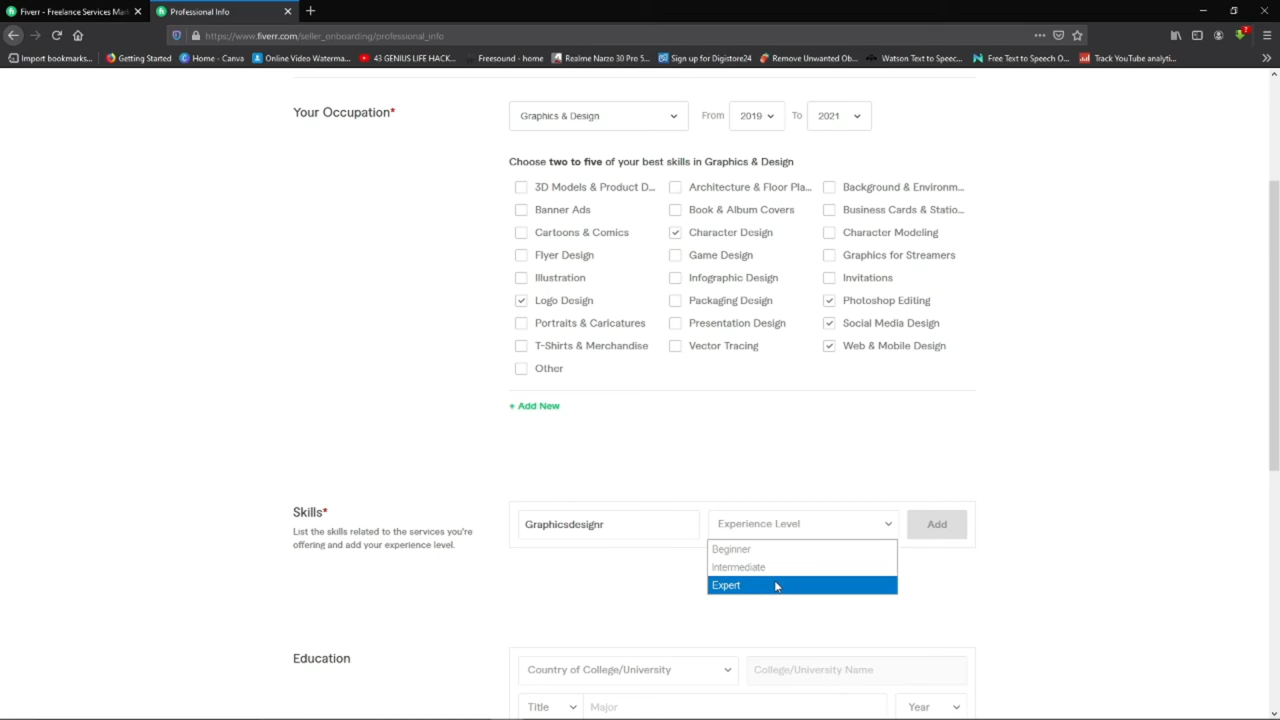 Fiverr - Freelance Services Mar
Professional Info
https://www.fiverr.com/seller_onboarding/professional_info
Import bookmarks...
Getting Started
Home - Canva
Online Video Waterma...
43 GENIUS LIFE HACK...
Freesound - home
Realme Narzo 30 Pro 5...
Sign up for Digistore24
Remove Unwanted Ob...
Watson Text to Speec...
Free Text to Speech O...
Track YouTube analyti...
Your Occupation*
Graphics & Design
From
2019
To
2021
Choose two to five of your best skills in Graphics & Design
3D Models & Product D...
Architecture & Floor Pla...
Background & Environm...
Banner Ads
Book & Album Covers
Business Cards & Statio...
Cartoons & Comics
Character Design
Character Modeling
Flyer Design
Game Design
Graphics for Streamers
Illustration
Infographic Design
Invitations
Logo Design
Packaging Design
Photoshop Editing
Portraits & Caricatures
Presentation Design
Social Media Design
T-Shirts & Merchandise
Vector Tracing
Web & Mobile Design
Other
+ Add New
Skills*
List the skills related to the services you're
offering and add your experience level.
Graphicsdesignr
Experience Level
Add
Beginner
Intermediate
Expert
Education
Country of College/University
College/University Name
Title
Major
Year